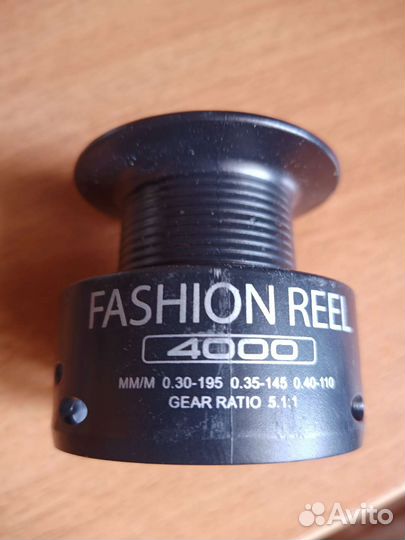 FASHION REEL
4000
MM/M 0.30-195 0.35-145 0.40-110
GEAR RATIO 5.1:1
Avito